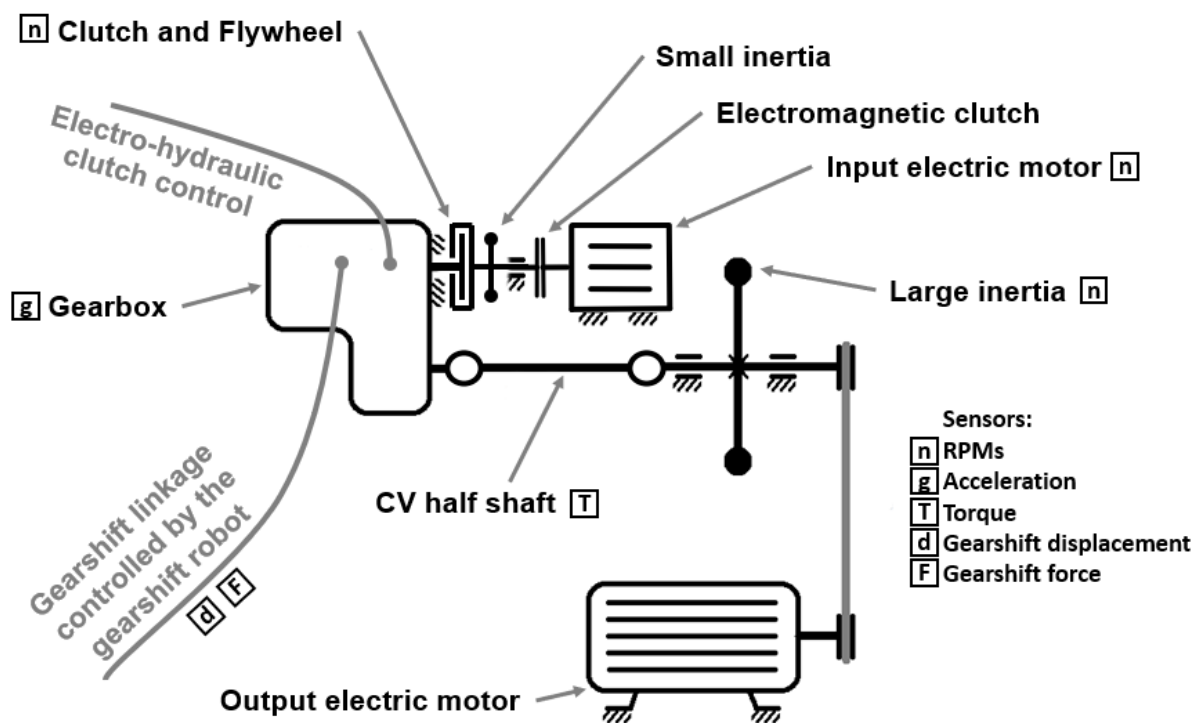 n Clutch and Flywheel
Small inertia
Electromagnetic clutch
Input electric motor n
Electro-hydraulic
clutch control
Large inertia n
g Gearbox
CV half shaft T
Gearshift linkage
controlled by the
gearshift robot
d F
Output electric motor
Sensors:
n RPMs
g Acceleration
T Torque
d Gearshift displacement
F Gearshift force